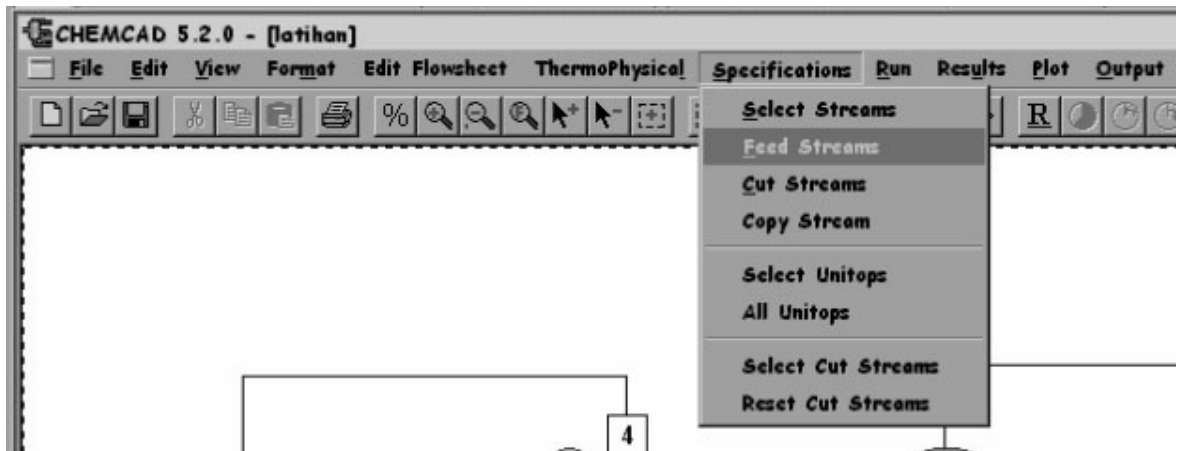 CHEMCAD 5.2.0 - [latihan]
File Edit View Format Edit Flowsheet ThermoPhysical Specifications Run Results Plot Output
% R
Select Streams
Feed Streams
Cut Streams
Copy Stream
Select Unitops
All Unitops
Select Cut Streams
Reset Cut Streams
4